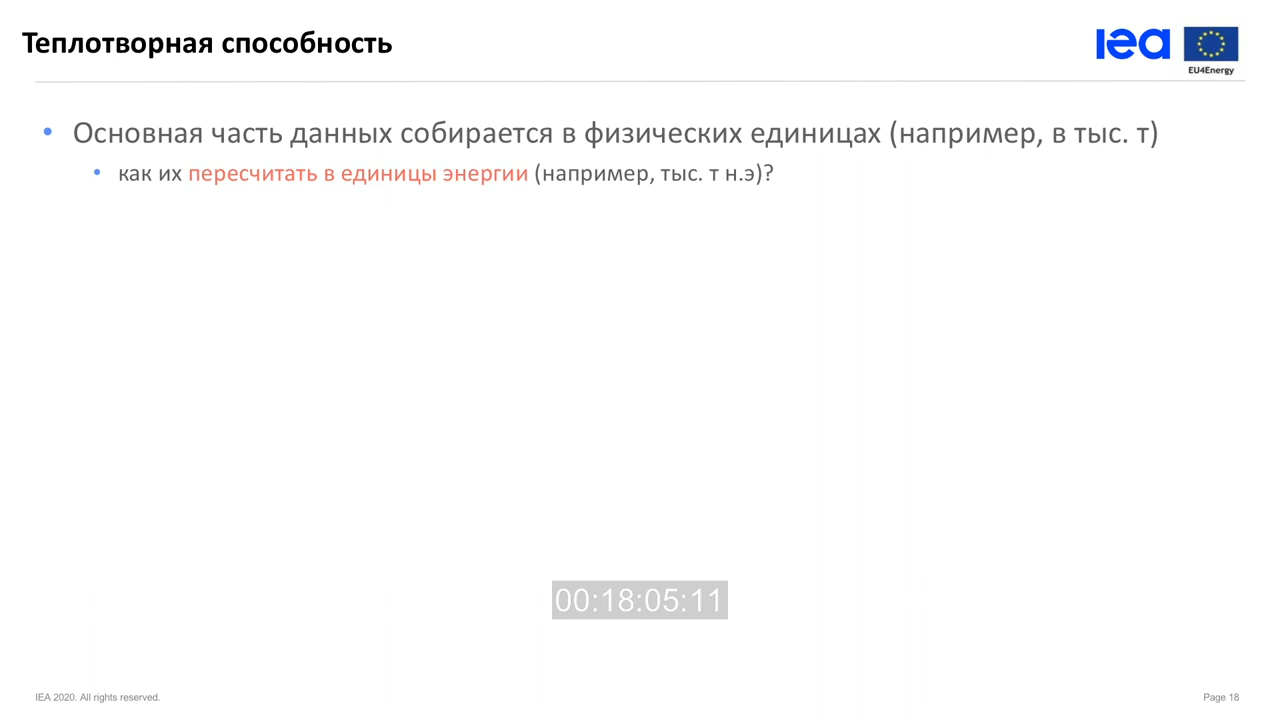 Теплотворная способность
iea
EU4Energy
• Основная часть данных собирается в физических единицах (например, в тыс. т)
• как их пересчитать в единицы энергии (например, тыс. т н.э)?
00:18:05:11
IEA 2020. All rights reserved.
Page 18